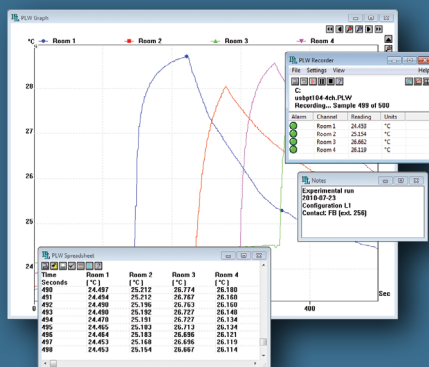 PLW Graph
°C
Room 1
Room 2
Room 3
Room 4
28
27
26
25
24
0
400
Sec
PLW Recorder
File Settings View Help
C:
usbpt104-4ch.PLW
Recording... Sample 499 of 500
Alarm Channel Reading Units
Room 1 24.453 °C
Room 2 25.154 °C
Room 3 26.662 °C
Room 4 26.119 °C
Notes
Experimental run
2010-07-23
Configuration L1
Contact: FB (ext. 256)
PLW Spreadsheet
Time Room 1 Room 2 Room 3 Room 4
Seconds (°C) (°C) (°C) (°C)
490 24.497 25.212 26.774 26.180
491 24.494 25.212 26.767 26.160
492 24.490 25.196 26.763 26.160
493 24.490 25.192 26.727 26.148
494 24.470 25.191 26.727 26.134
495 24.465 25.183 26.713 26.134
496 24.464 25.183 26.696 26.121
497 24.453 25.168 26.696 26.119
498 24.453 25.154 26.667 26.114